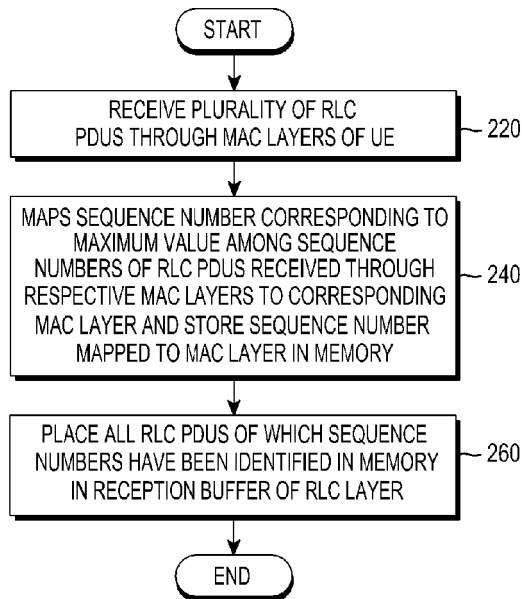 START
RECEIVE PLURALITY OF RLC
PDUS THROUGH MAC LAYERS OF UE
220
MAPS SEQUENCE NUMBER CORRESPONDING TO
MAXIMUM VALUE AMONG SEQUENCE
NUMBERS OF RLC PDUS RECEIVED THROUGH
RESPECTIVE MAC LAYERS TO CORRESPONDING
MAC LAYER AND STORE SEQUENCE NUMBER
MAPPED TO MAC LAYER IN MEMORY
240
PLACE ALL RLC PDUS OF WHICH SEQUENCE
NUMBERS HAVE BEEN IDENTIFIED IN MEMORY
IN RECEPTION BUFFER OF RLC LAYER
260
END